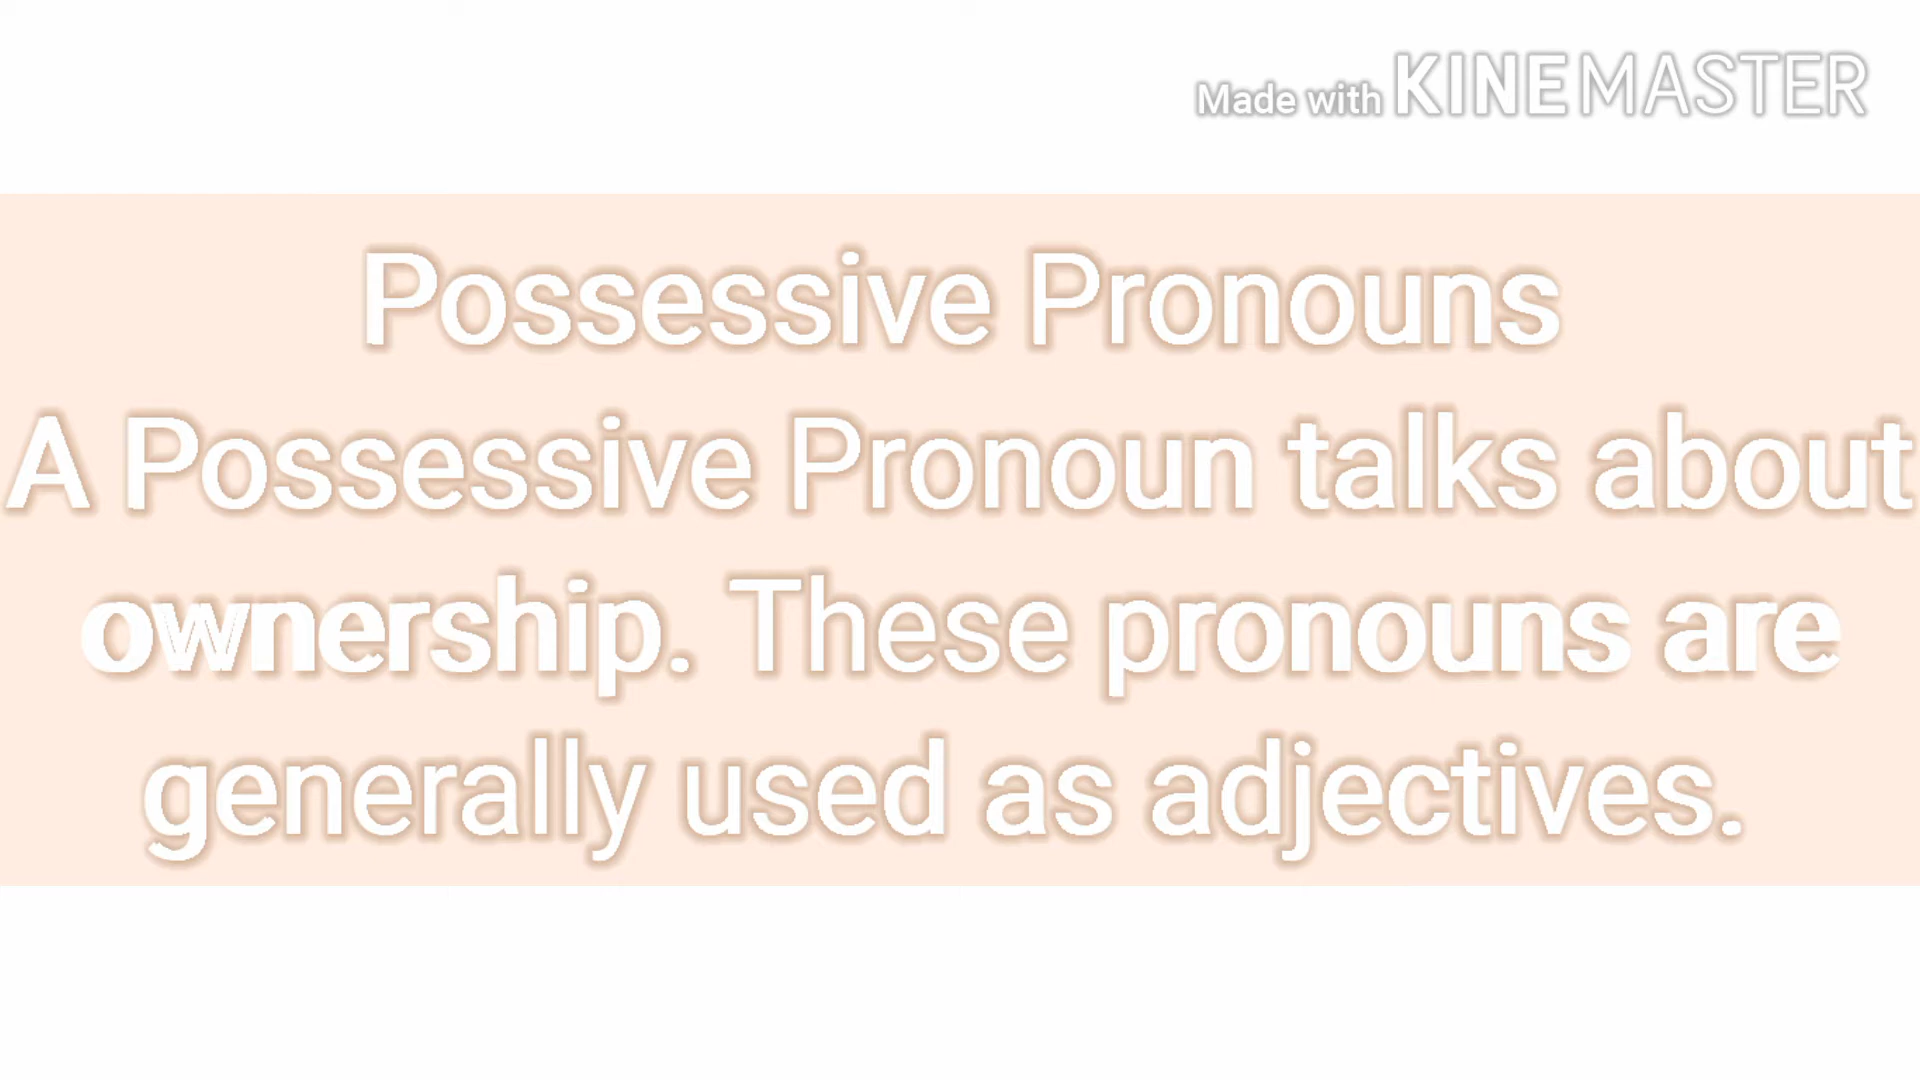 Made with KINEMASTER
Possessive Pronouns
A Possessive Pronoun talks about
ownership. These pronouns are
generally used as adjectives.